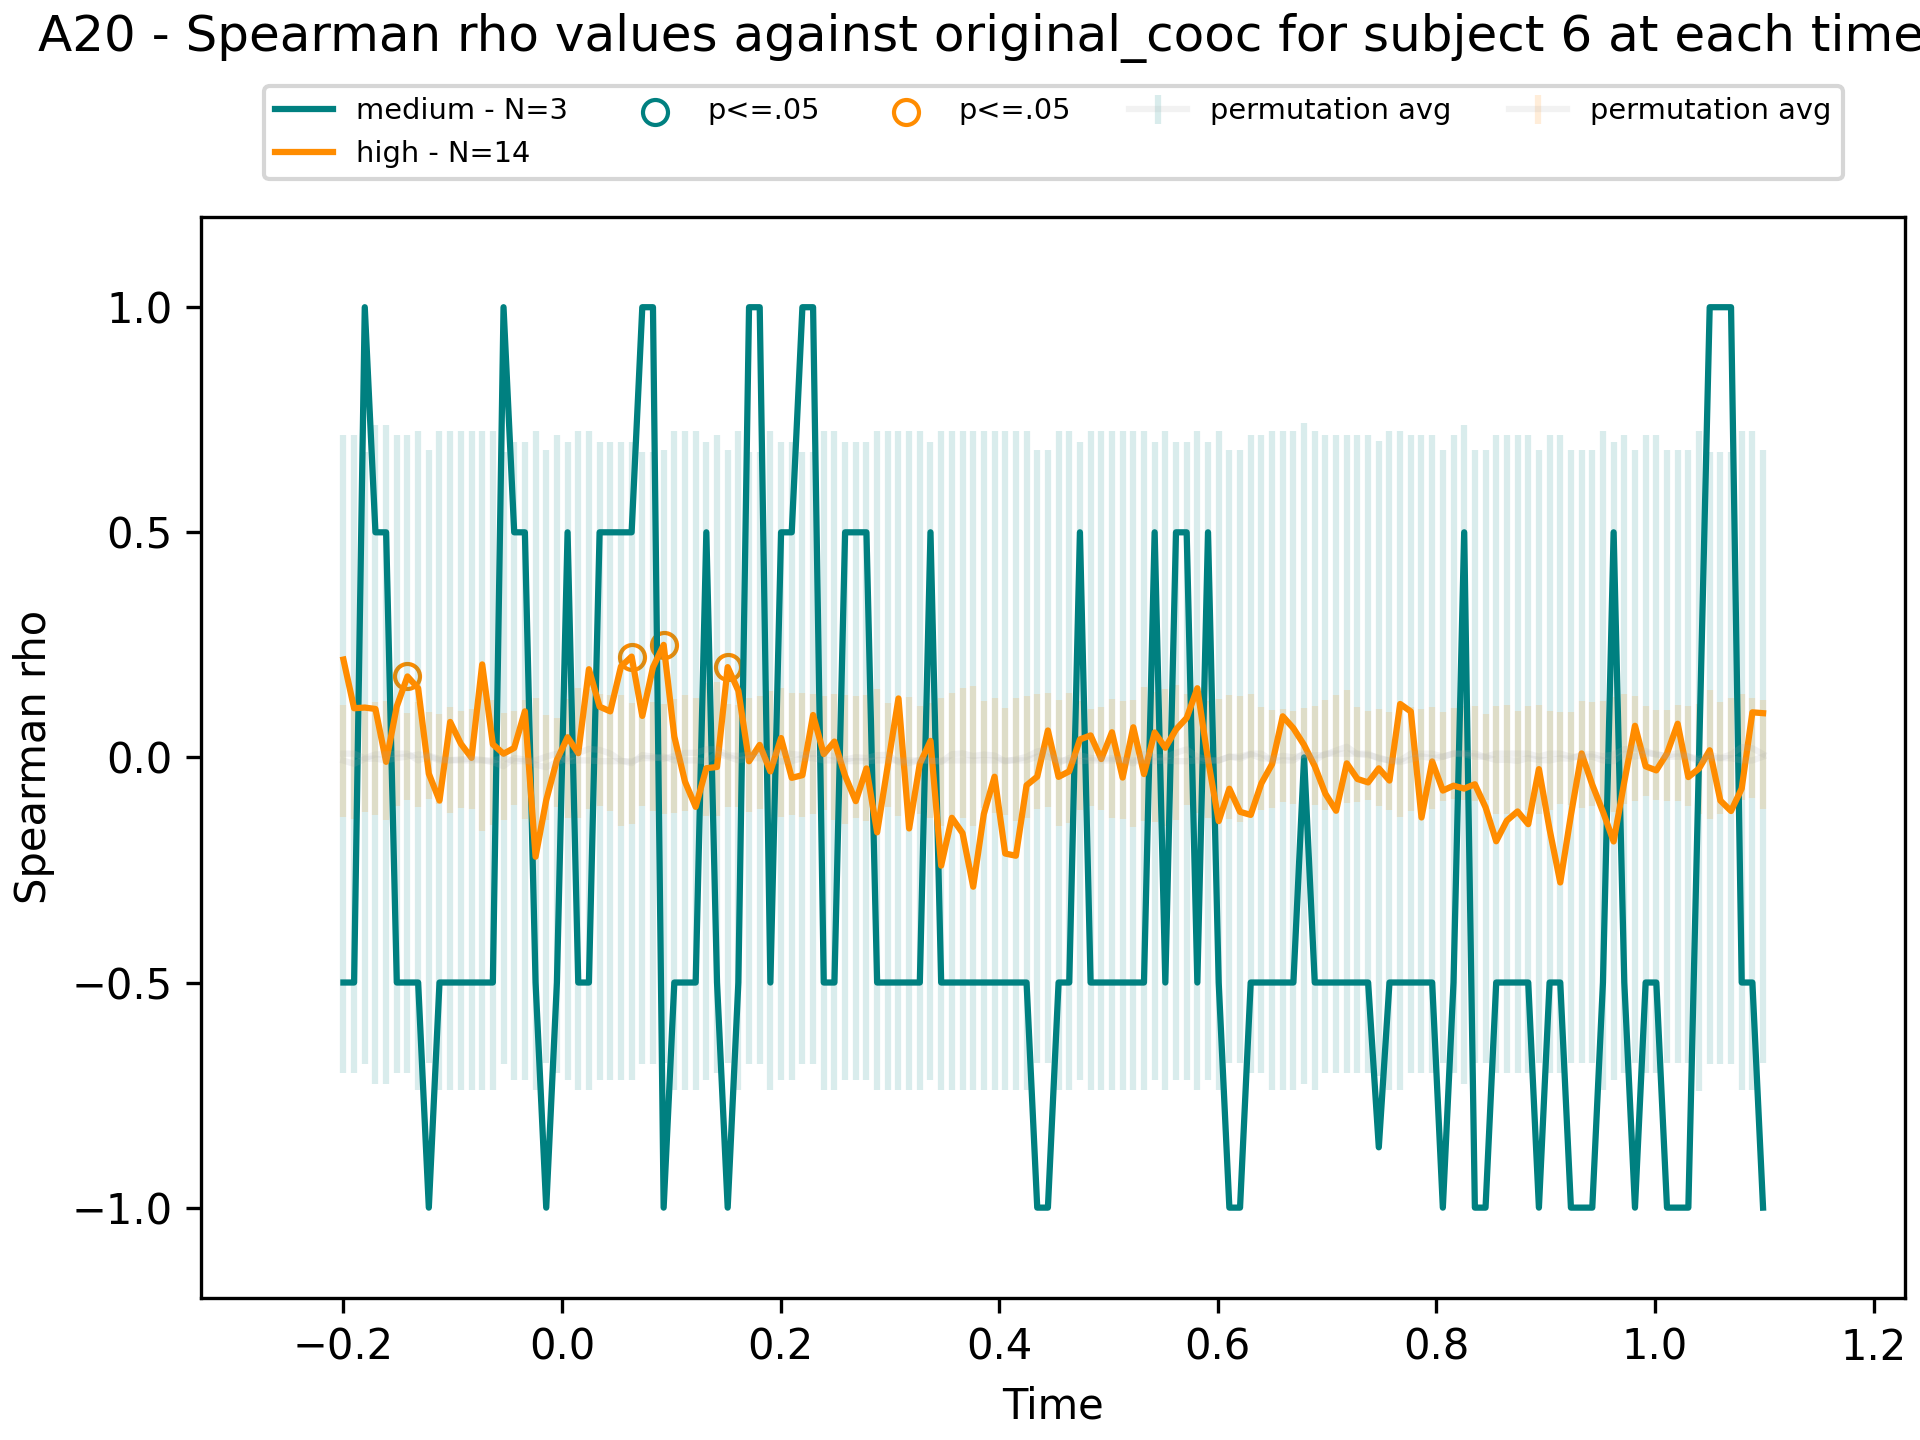 A20 - Spearman rho values against original_cooc for subject 6 at each time
medium - N=3
high - N=14
p<=.05
p<=.05
permutation avg
permutation avg
Spearman rho
1.0
0.5
0.0
−0.5
−1.0
−0.2 0.0 0.2 0.4 0.6 0.8 1.0 1.2
Time